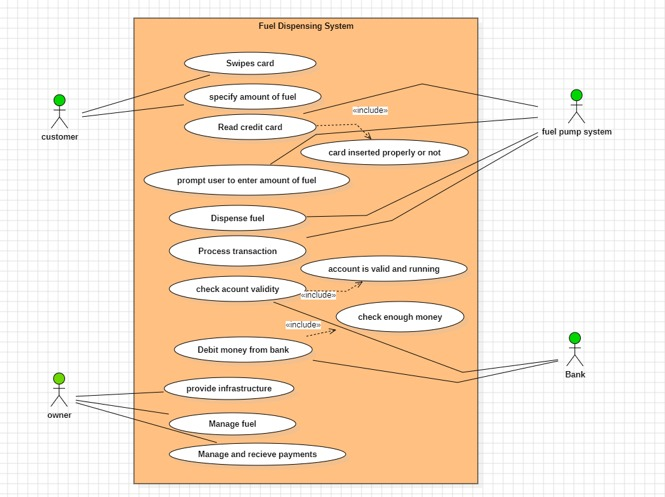 Fuel Dispensing System
Swipes card
specify amount of fuel
«include»
Read credit card
customer
fuel pump system
card inserted properly or not
prompt user to enter amount of fuel
Dispense fuel
Process transaction
account is valid and running
check acount validity
«include»
check enough money
«include»
Debit money from bank
Bank
provide infrastructure
owner
Manage fuel
Manage and recieve payments